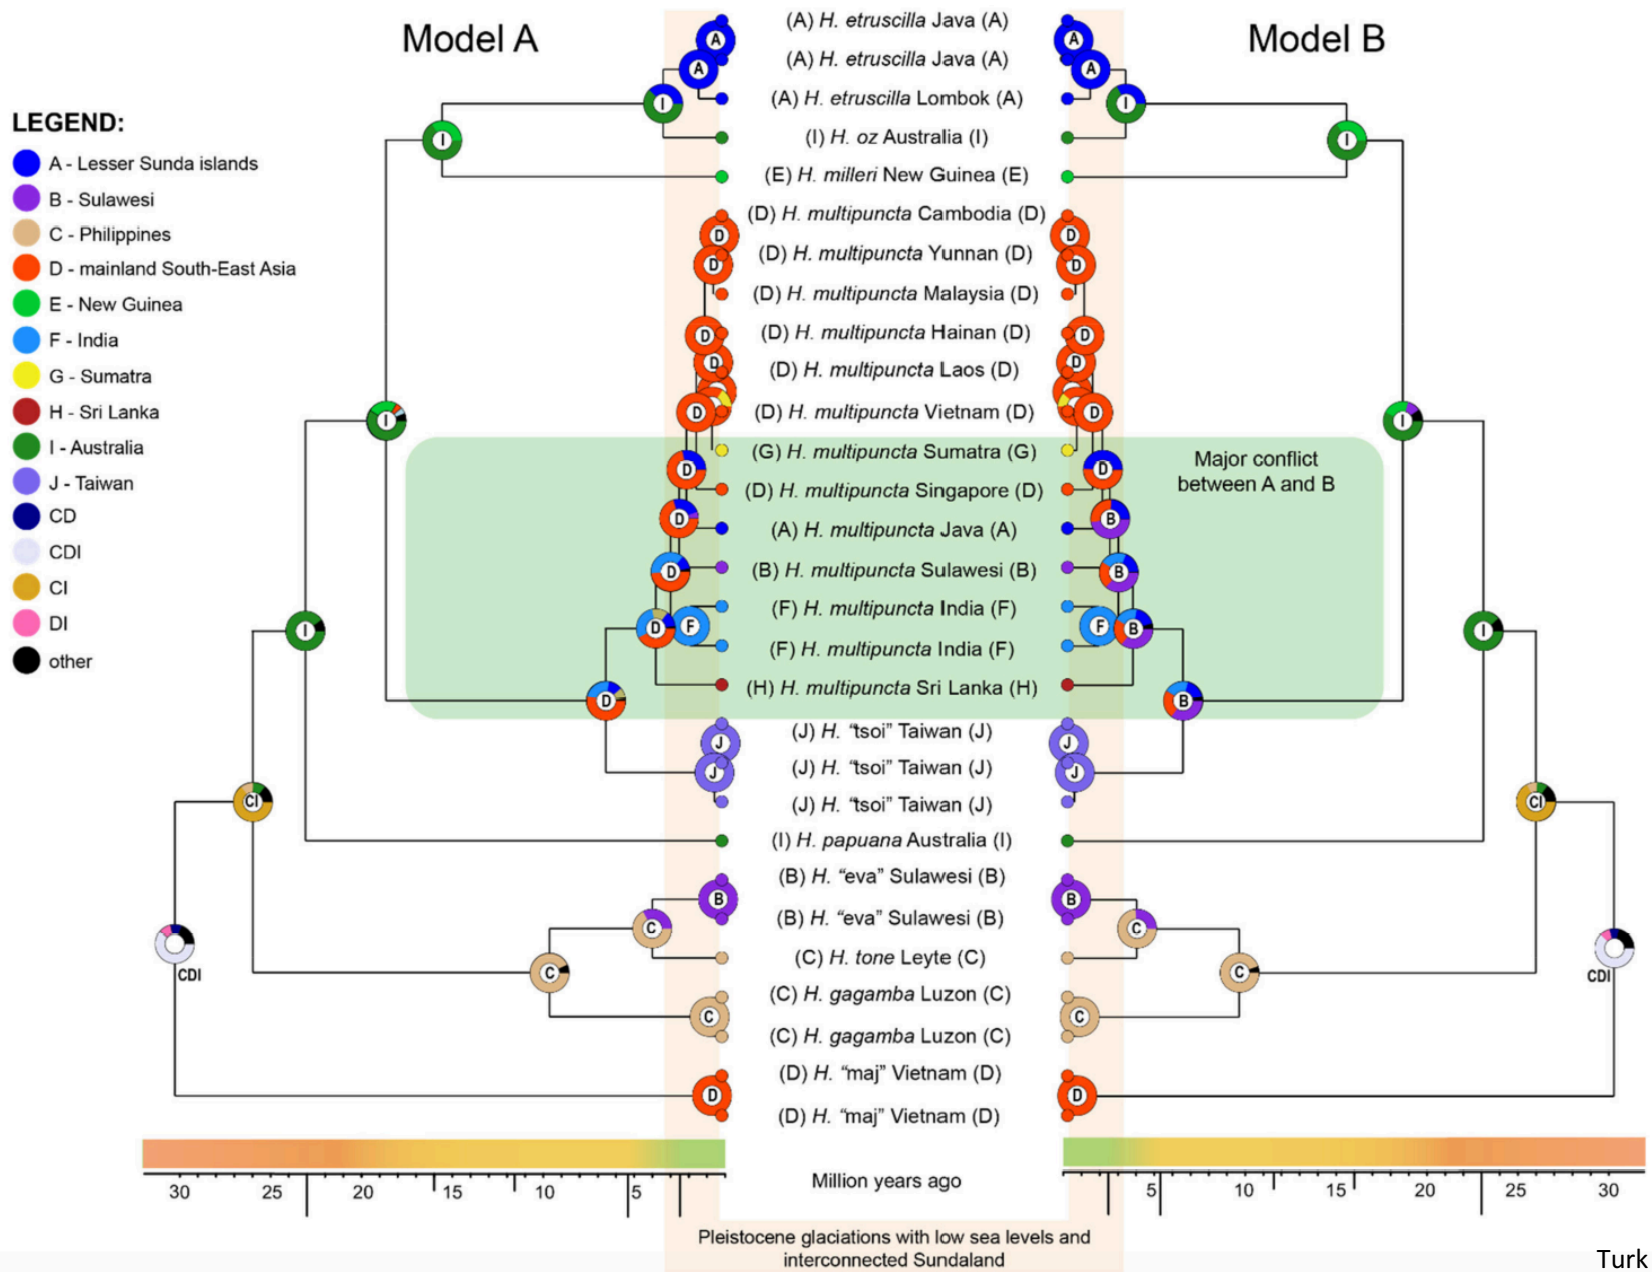 Model A
Model B
LEGEND:
A - Lesser Sunda islands
B - Sulawesi
C - Philippines
D - mainland South-East Asia
E - New Guinea
F - India
G - Sumatra
H - Sri Lanka
I - Australia
J - Taiwan
CD
CDI
CI
DI
other
(A) H. etruscilla Java (A)
(A) H. etruscilla Java (A)
(A) H. etruscilla Lombok (A)
(I) H. oz Australia (I)
(E) H. milleri New Guinea (E)
(D) H. multipuncta Cambodia (D)
(D) H. multipuncta Yunnan (D)
(D) H. multipuncta Malaysia (D)
(D) H. multipuncta Hainan (D)
(D) H. multipuncta Laos (D)
(D) H. multipuncta Vietnam (D)
(G) H. multipuncta Sumatra (G)
(D) H. multipuncta Singapore (D)
(A) H. multipuncta Java (A)
(B) H. multipuncta Sulawesi (B)
(F) H. multipuncta India (F)
(F) H. multipuncta India (F)
(H) H. multipuncta Sri Lanka (H)
(J) H. “tsoi” Taiwan (J)
(J) H. “tsoi” Taiwan (J)
(J) H. “tsoi” Taiwan (J)
(I) H. papuana Australia (I)
(B) H. “eva” Sulawesi (B)
(B) H. “eva” Sulawesi (B)
(C) H. tone Leyte (C)
(C) H. gagamba Luzon (C)
(C) H. gagamba Luzon (C)
(D) H. “maj” Vietnam (D)
(D) H. “maj” Vietnam (D)
A
A
I
I
D
D
D
D
D
I
D
D
D
D
F
I
D
J
J
CI
B
C
CDI
C
C
D
A
A
I
I
D
D
D
D
D
I
D
B
B
F
B
I
B
J
J
CI
B
C
CDI
C
C
D
Major conflict
between A and B
30 25 20 15 10 5
Million years ago
5 10 15 20 25 30
Pleistocene glaciations with low sea levels and
interconnected Sundaland
Turk